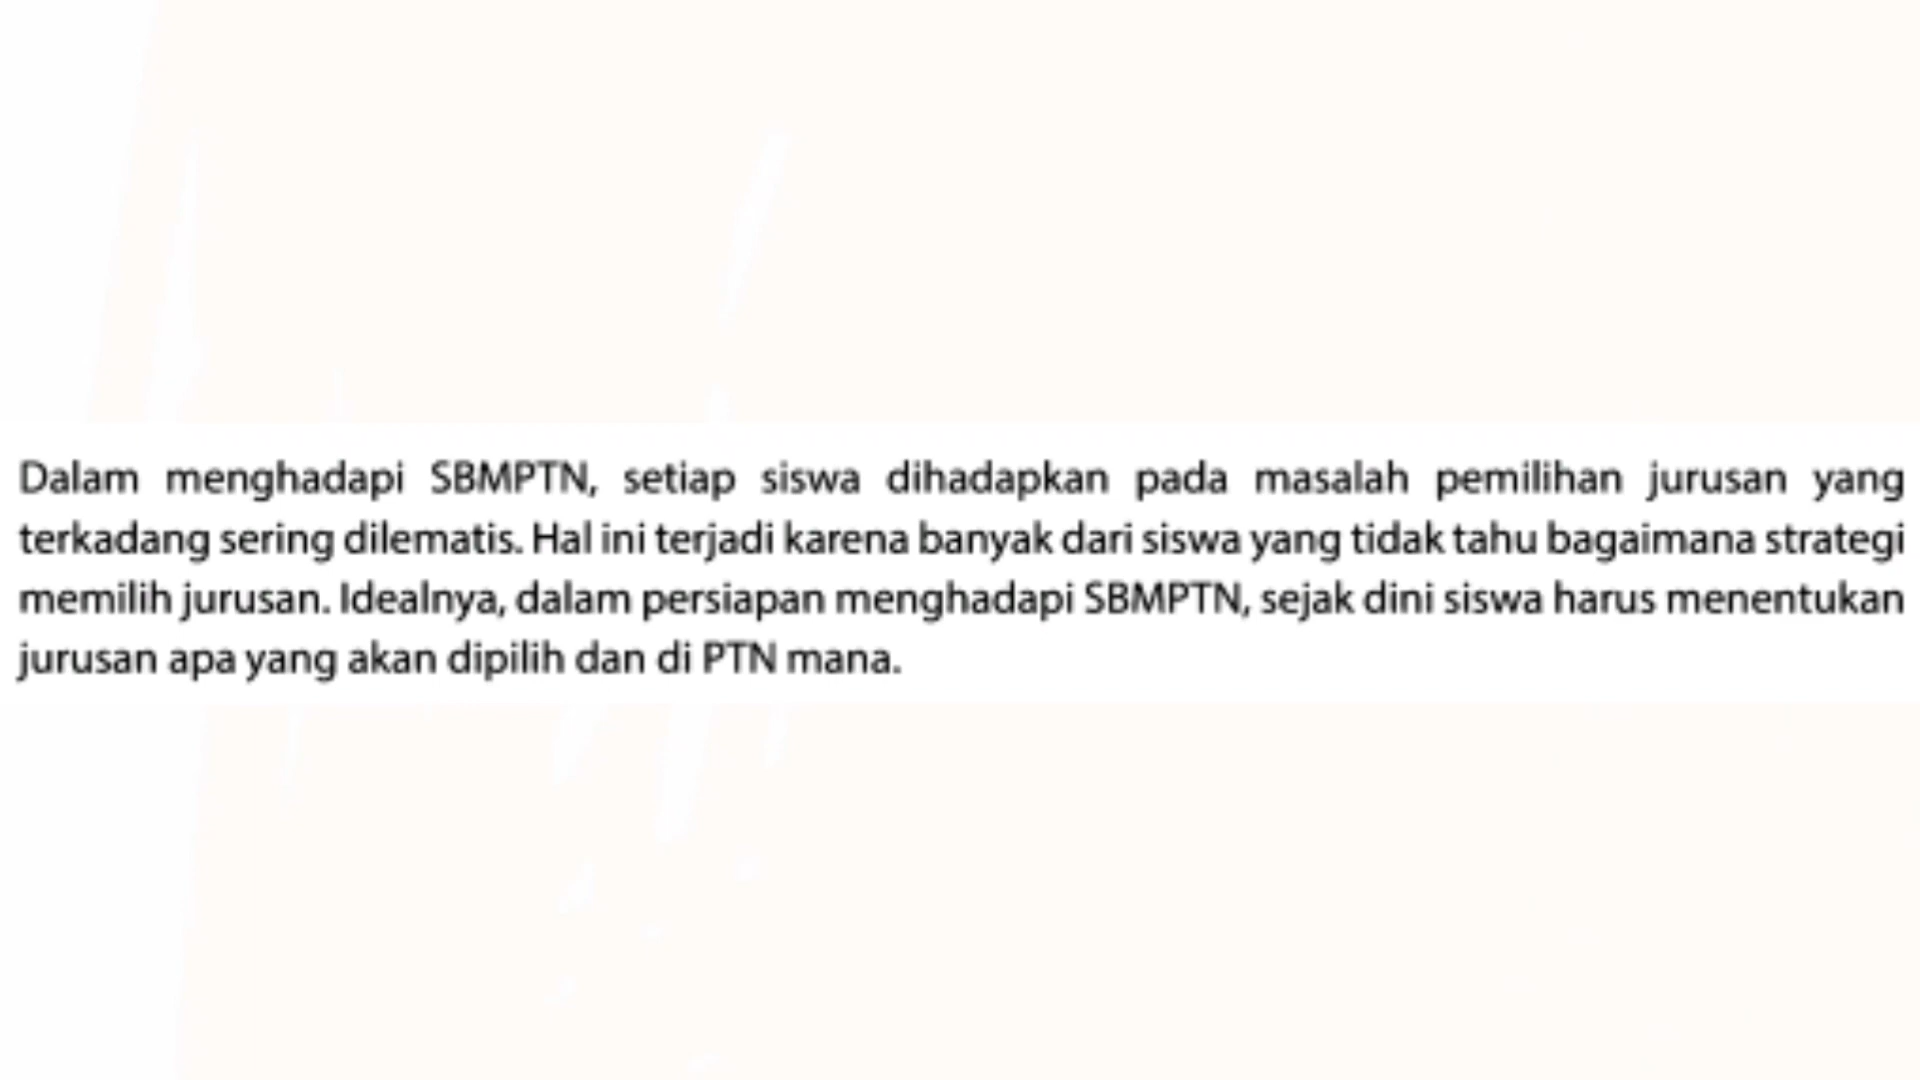 Dalam menghadapi SBMPTN, setiap siswa dihadapkan pada masalah pemilihan jurusan yang
terkadang sering dilematis. Hal ini terjadi karena banyak dari siswa yang tidak tahu bagaimana strategi
memilih jurusan. Idealnya, dalam persiapan menghadapi SBMPTN, sejak dini siswa harus menentukan
jurusan apa yang akan dipilih dan di PTN mana.